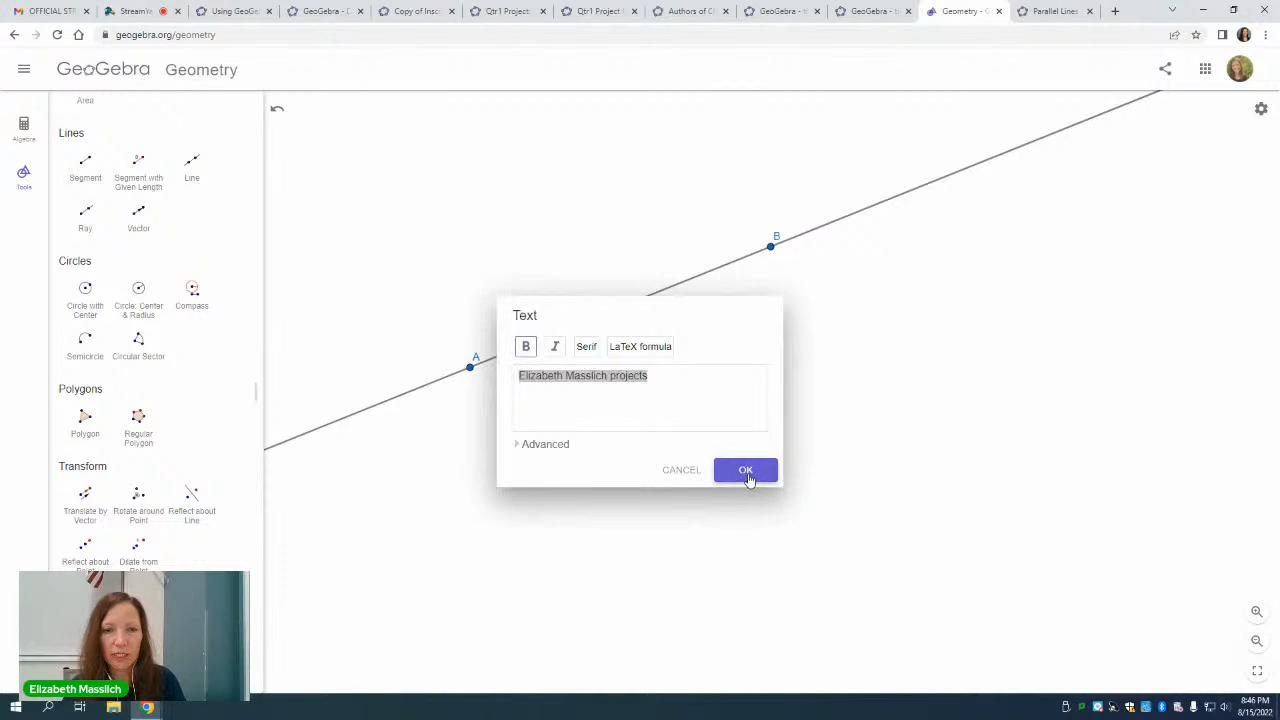 OFFICIAL STI
StreamYa
Using GeoGe
GeoGebra - C
Copy of Insc
Qtr1 Project
Qtr1 Project
Authors of C
GeoGebra -
GeoGebra - t
Geometry - G
Parallel Lines
geogebra.org/geometry
GeoGebra Geometry
Algebra
Tools
Area
Lines
Segment
Segment with Given Length
Line
Ray
Vector
Circles
Circle with Center
Circle: Center & Radius
Compass
Semicircle
Circular Sector
Polygons
Polygon
Regular Polygon
Transform
Translate by Vector
Rotate around Point
Reflect about Line
Reflect about
Dilate from
A
B
Text
B I Serif LaTeX formula
Elizabeth Masslich projects
Advanced
CANCEL OK
Elizabeth Masslich
8:46 PM
8/15/2022